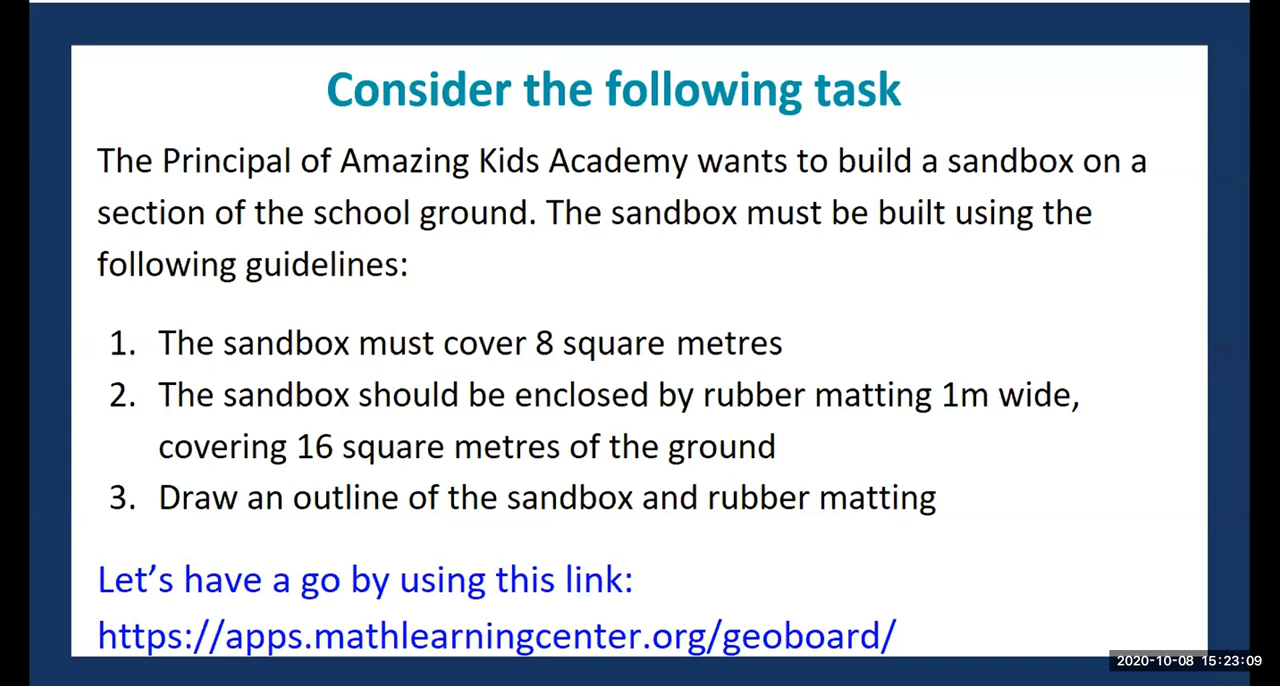 Consider the following task
The Principal of Amazing Kids Academy wants to build a sandbox on a
section of the school ground. The sandbox must be built using the
following guidelines:
1. The sandbox must cover 8 square metres
2. The sandbox should be enclosed by rubber matting 1m wide,
covering 16 square metres of the ground
3. Draw an outline of the sandbox and rubber matting
Let’s have a go by using this link:
https://apps.mathlearningcenter.org/geoboard/
2020-10-08 15:23:09